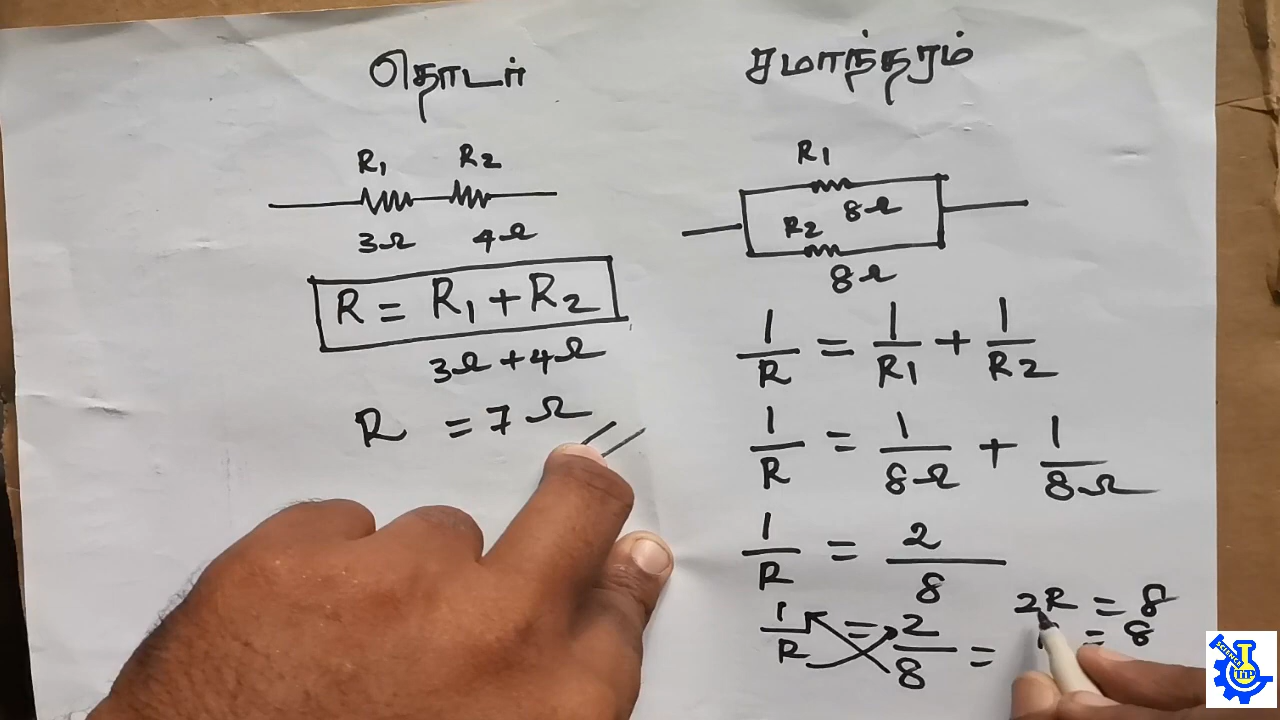 தொடர்
R1 R2
3Ω 4Ω
R = R1 + R2
3Ω + 4Ω
R = 7Ω
சமாந்தரம்
R1
8Ω
R2
8Ω
1/R = 1/R1 + 1/R2
1/R = 1/8Ω + 1/8Ω
1/R = 2/8
1/R = 2/8 =
2R = 8
= 8